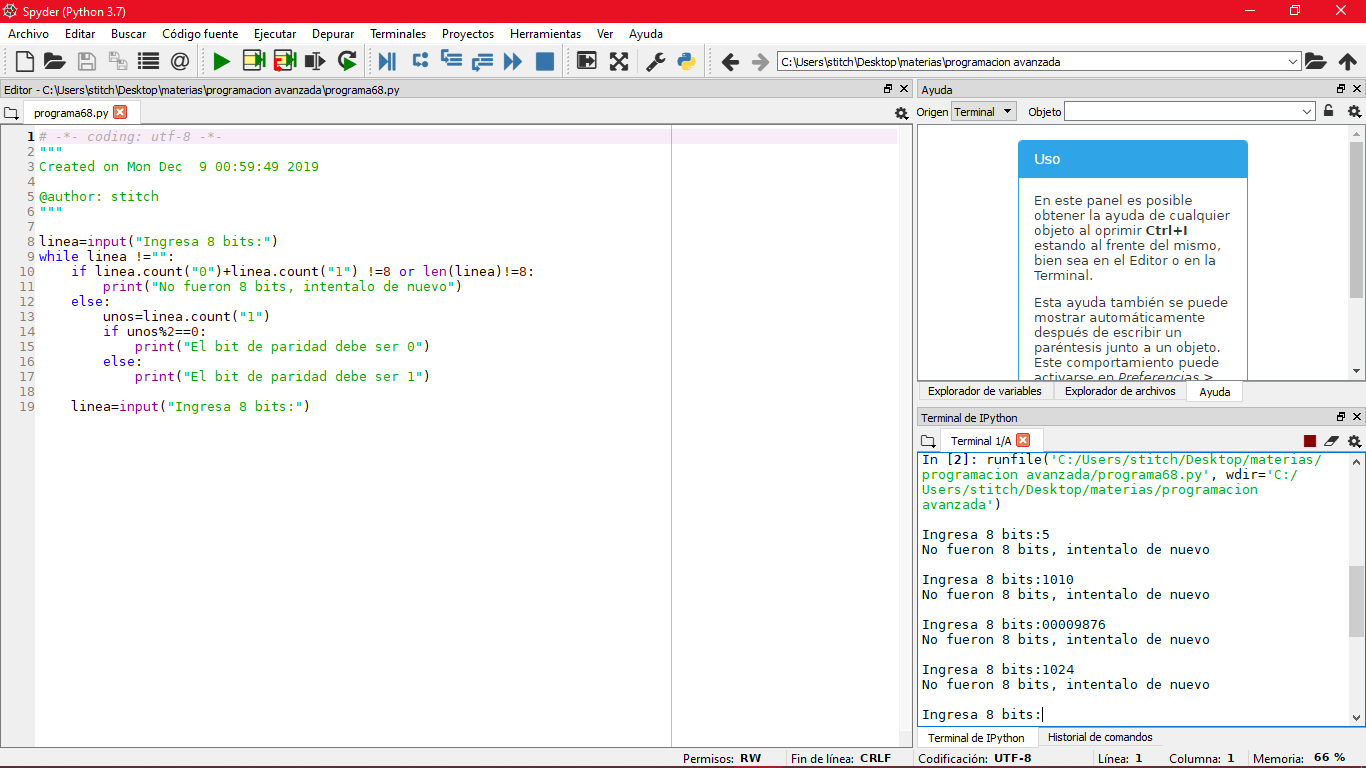 Spyder (Python 3.7)
Archivo Editar Buscar Código fuente Ejecutar Depurar Terminales Proyectos Herramientas Ver Ayuda
C:\Users\stitch\Desktop\materias\programacion avanzada
Editor - C:\Users\stitch\Desktop\materias\programacion avanzada\programa68.py
programa68.py
1 # -*- coding: utf-8 -*-
2 """
3 Created on Mon Dec  9 00:59:49 2019
4
5 @author: stitch
6 """
7
8 linea=input("Ingresa 8 bits:")
9 while linea !="":
10     if linea.count("0")+linea.count("1") !=8 or len(linea)!=8:
11         print("No fueron 8 bits, intentalo de nuevo")
12     else:
13         unos=linea.count("1")
14         if unos%2==0:
15             print("El bit de paridad debe ser 0")
16         else:
17             print("El bit de paridad debe ser 1")
18
19     linea=input("Ingresa 8 bits:")
Ayuda
Origen Terminal Objeto
Uso
En este panel es posible
obtener la ayuda de cualquier
objeto al oprimir Ctrl+I
estando al frente del mismo,
bien sea en el Editor o en la
Terminal.
Esta ayuda también se puede
mostrar automáticamente
después de escribir un
paréntesis junto a un objeto.
Este comportamiento puede
activarse en Preferencias >
Explorador de variables Explorador de archivos Ayuda
Terminal de IPython
Terminal 1/A
In [2]: runfile('C:/Users/stitch/Desktop/materias/
programacion avanzada/programa68.py', wdir='C:/
Users/stitch/Desktop/materias/programacion
avanzada')
Ingresa 8 bits:5
No fueron 8 bits, intentalo de nuevo
Ingresa 8 bits:1010
No fueron 8 bits, intentalo de nuevo
Ingresa 8 bits:00009876
No fueron 8 bits, intentalo de nuevo
Ingresa 8 bits:1024
No fueron 8 bits, intentalo de nuevo
Ingresa 8 bits:
Terminal de IPython Historial de comandos
Permisos: RW Fin de línea: CRLF Codificación: UTF-8 Línea: 1 Columna: 1 Memoria: 66 %